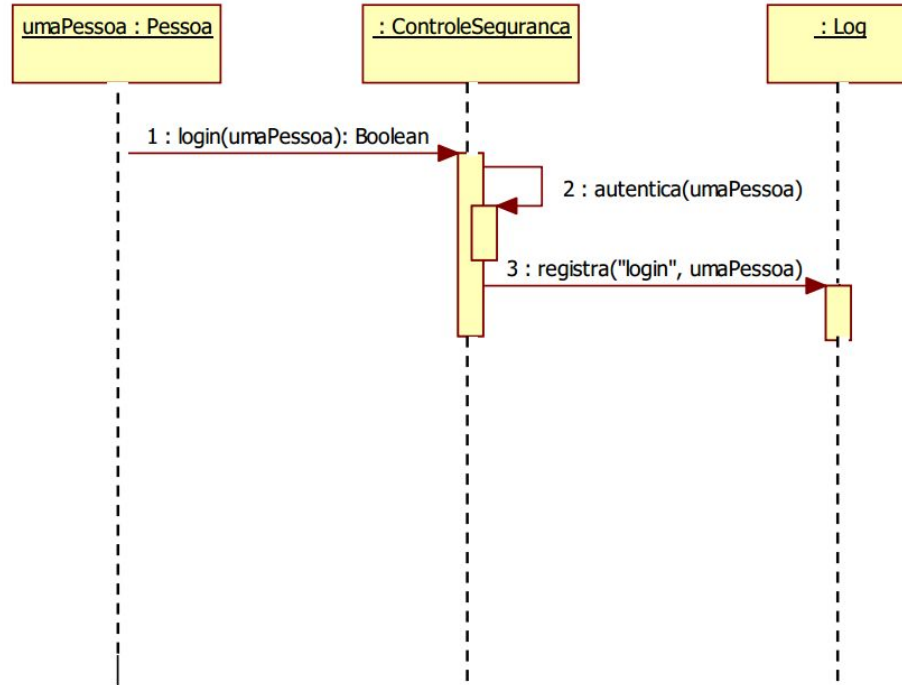 umaPessoa : Pessoa
: ControleSeguranca
: Log
1 : login(umaPessoa): Boolean
2 : autentica(umaPessoa)
3 : registra("login", umaPessoa)